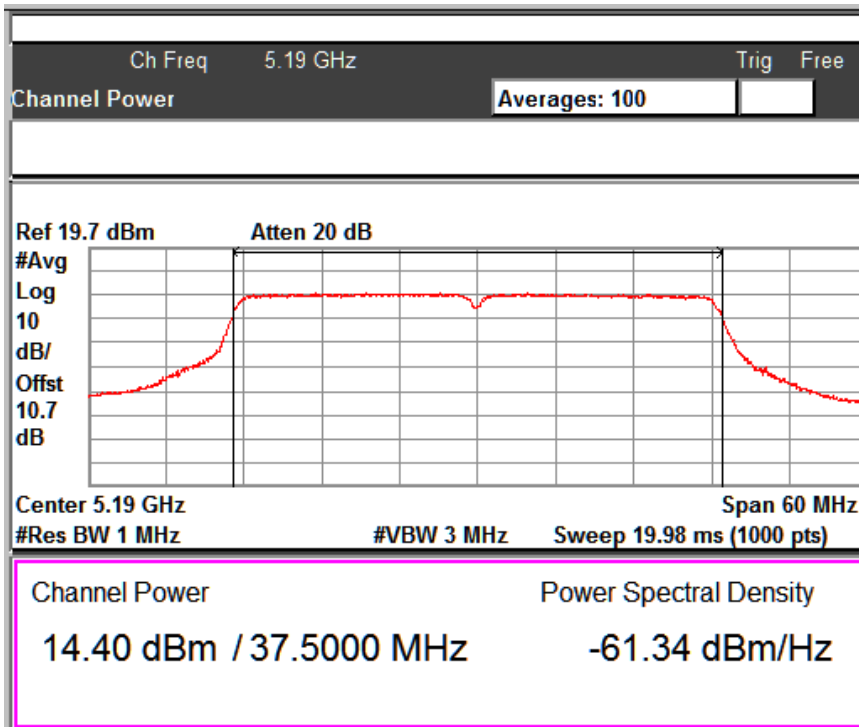 Ch Freq 5.19 GHz Trig Free
Channel Power Averages: 100
Ref 19.7 dBm Atten 20 dB
#Avg
Log
10
dB/
Offst
10.7
dB
Center 5.19 GHz Span 60 MHz
#Res BW 1 MHz #VBW 3 MHz Sweep 19.98 ms (1000 pts)
Channel Power Power Spectral Density
14.40 dBm / 37.5000 MHz -61.34 dBm/Hz